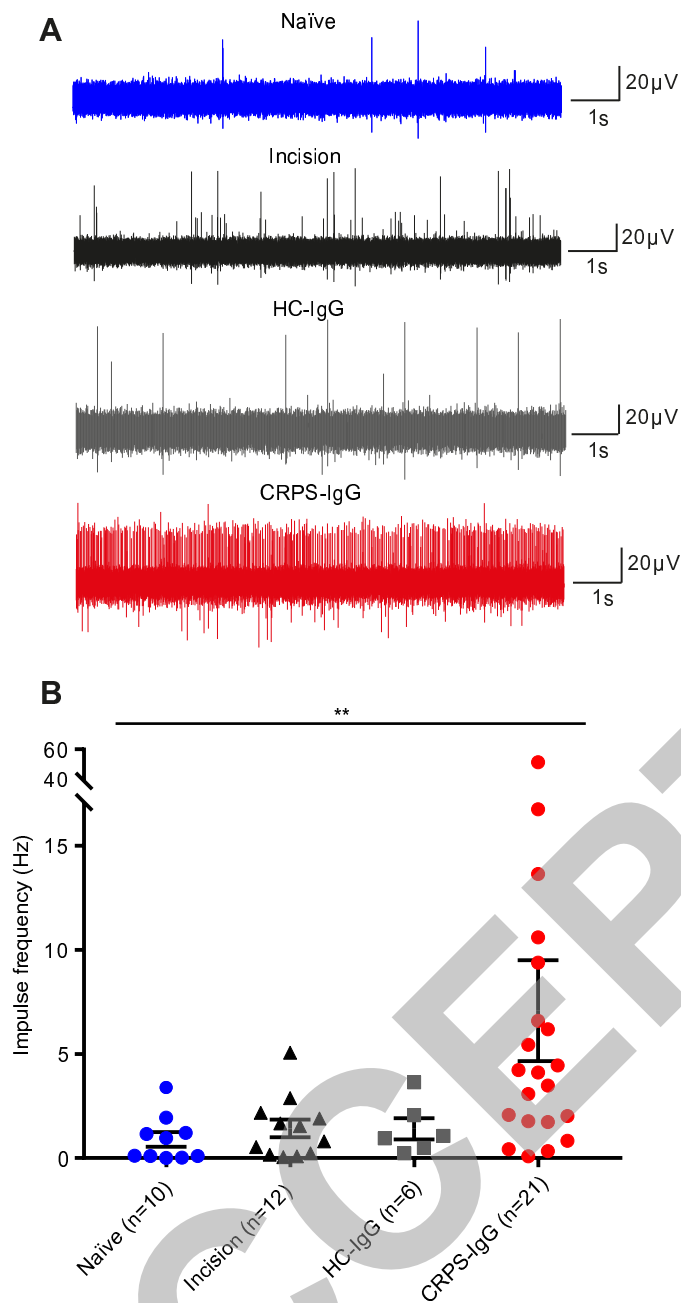 A
Naïve
20µV
1s
Incision
20µV
1s
HC-IgG
20µV
1s
CRPS-IgG
20µV
1s
B
**
60
40
15
10
5
0
Impulse frequency (Hz)
Naïve (n=10)
Incision (n=12)
HC-IgG (n=6)
CRPS-IgG (n=21)
CCEPT